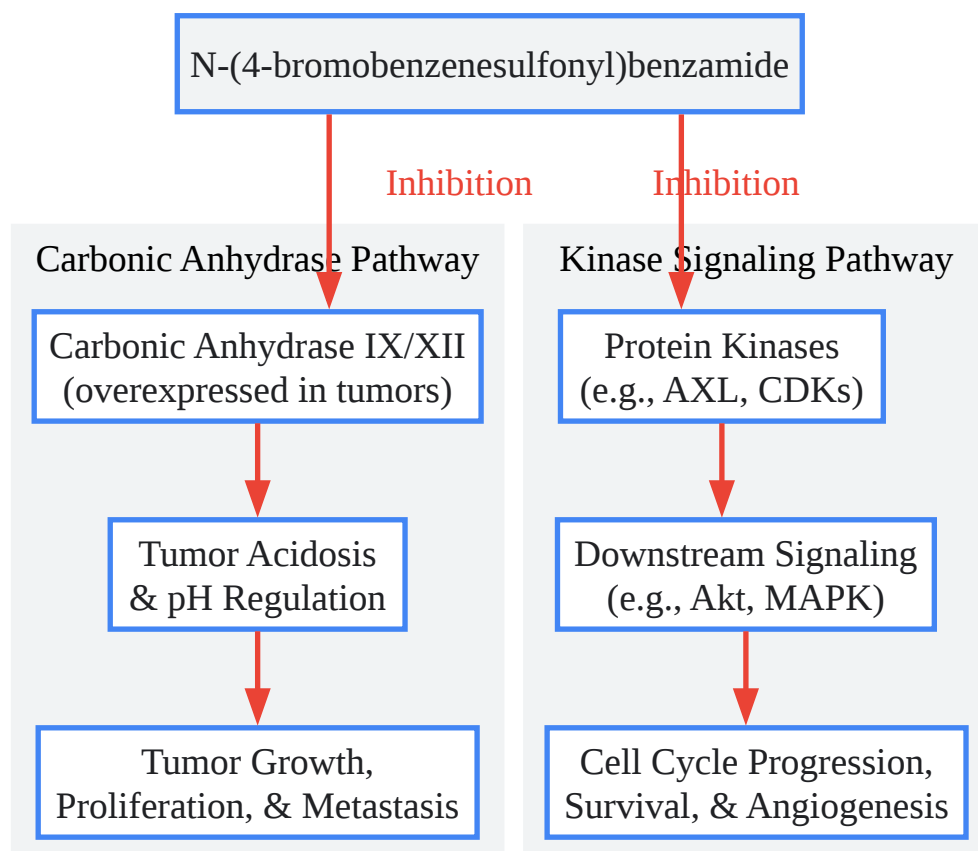 N-(4-bromobenzenesulfonyl)benzamide
Inhibition
Inhibition
Carbonic Anhydrase Pathway
Carbonic Anhydrase IX/XII
(overexpressed in tumors)
Tumor Acidosis
& pH Regulation
Tumor Growth,
Proliferation, & Metastasis
Kinase Signaling Pathway
Protein Kinases
(e.g., AXL, CDKs)
Downstream Signaling
(e.g., Akt, MAPK)
Cell Cycle Progression,
Survival, & Angiogenesis